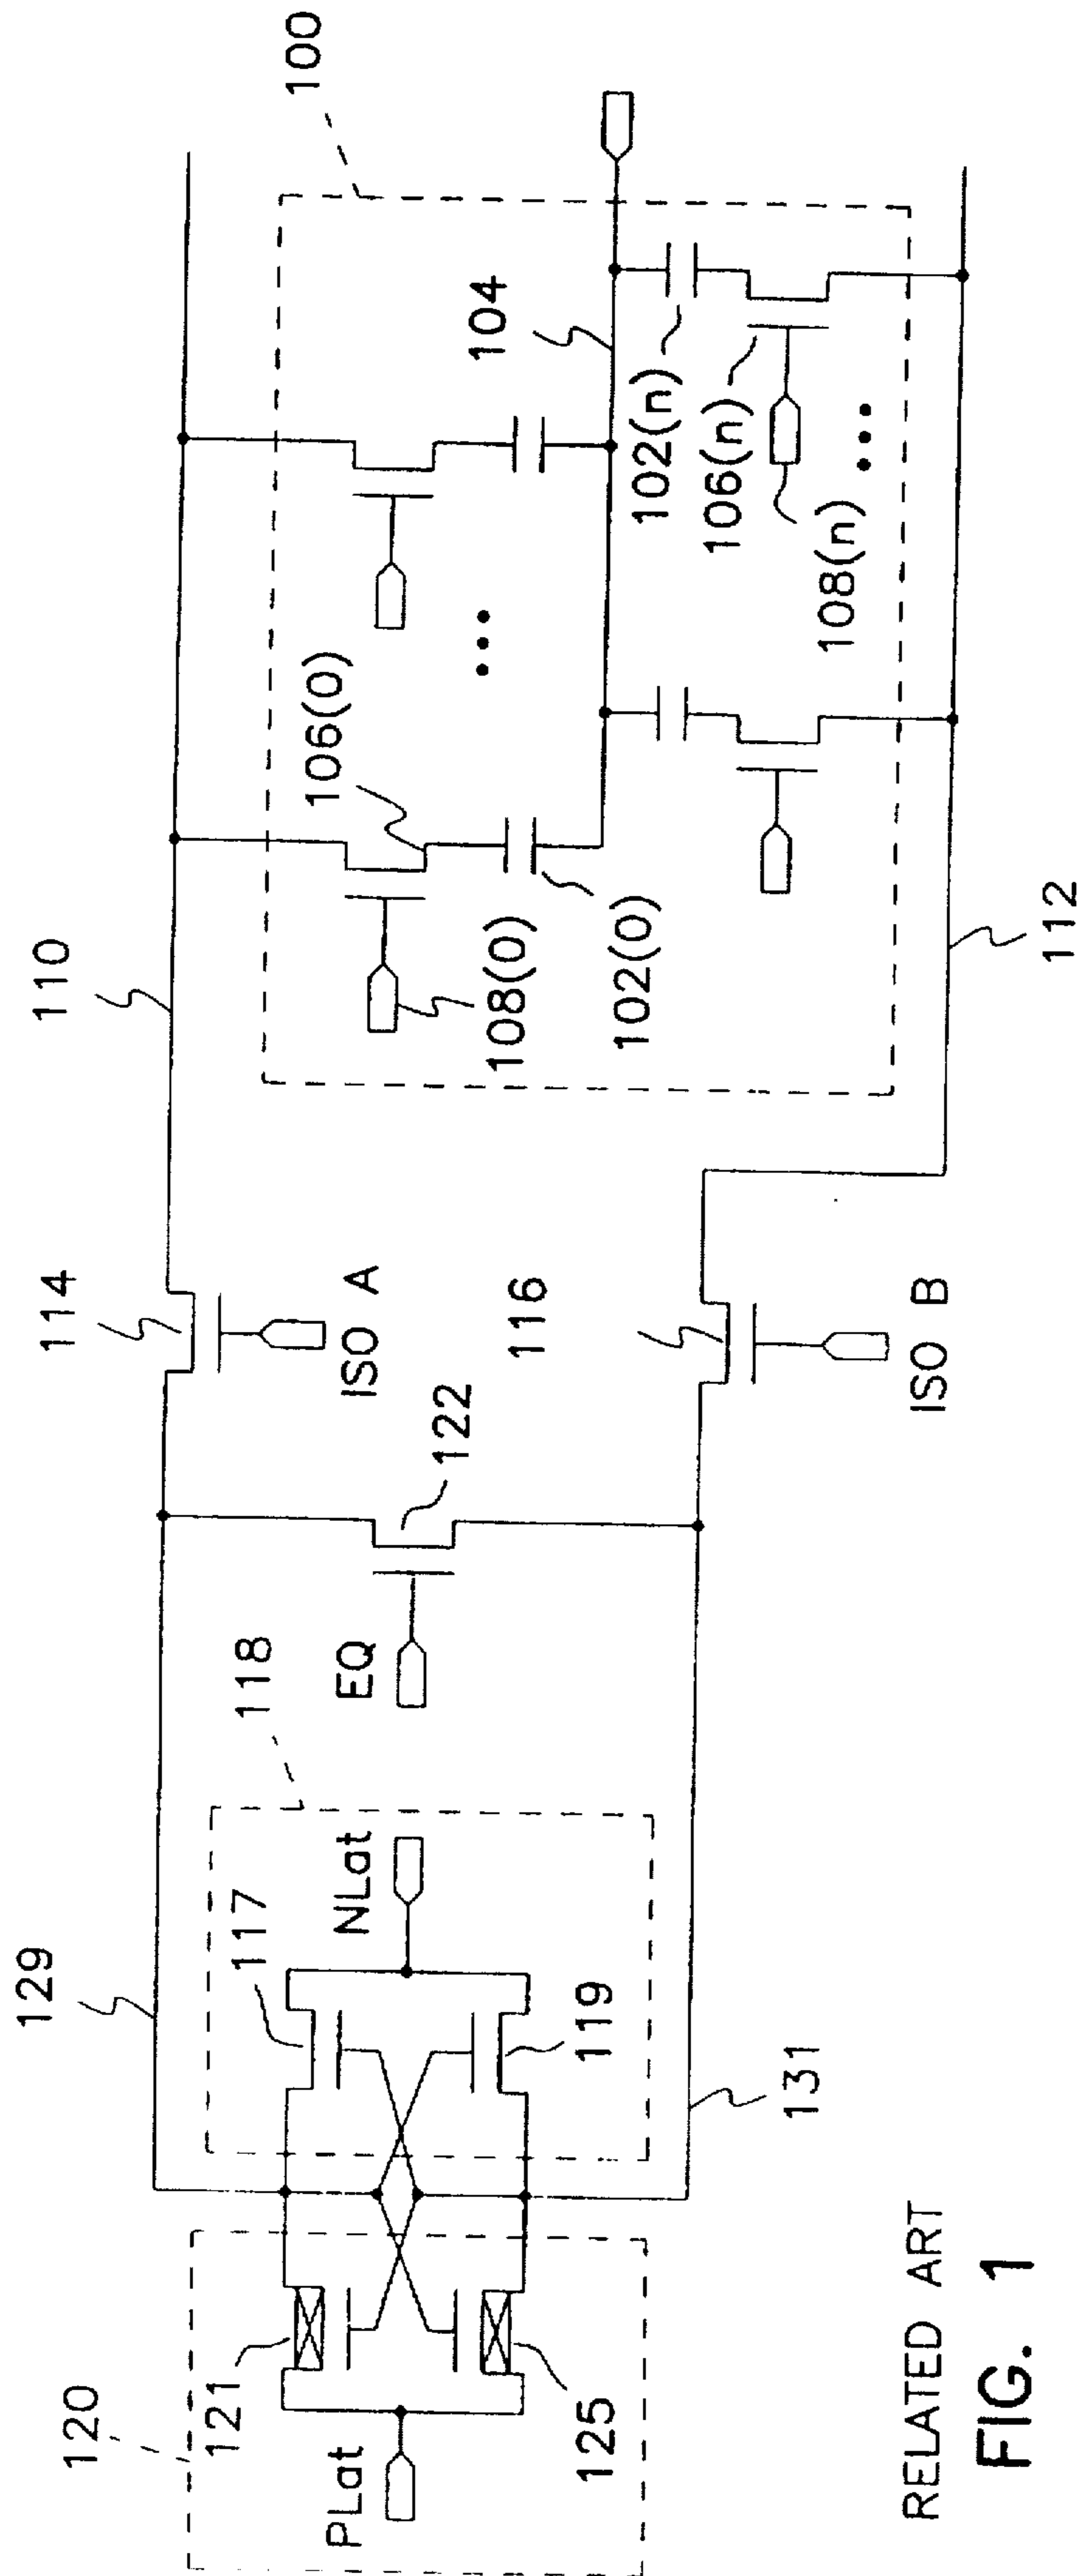 100
104
102(n)
106(n)
108(n)
106(0)
108(0)
102(0)
110
112
114
ISO A
116
ISO B
122
EQ
118
NLat
117
119
129
131
120
121
125
PLat
RELATED ART
FIG. 1